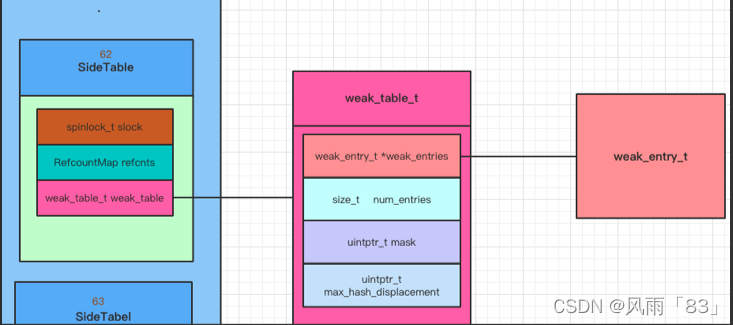 62
SideTable
spinlock_t slock
RefcountMap refcnts
weak_table_t weak_table
63
SideTabel
weak_table_t
weak_entry_t *weak_entries
size_t num_entries
uintptr_t mask
uintptr_t
max_hash_displacement
weak_entry_t
CSDN @风雨「83」